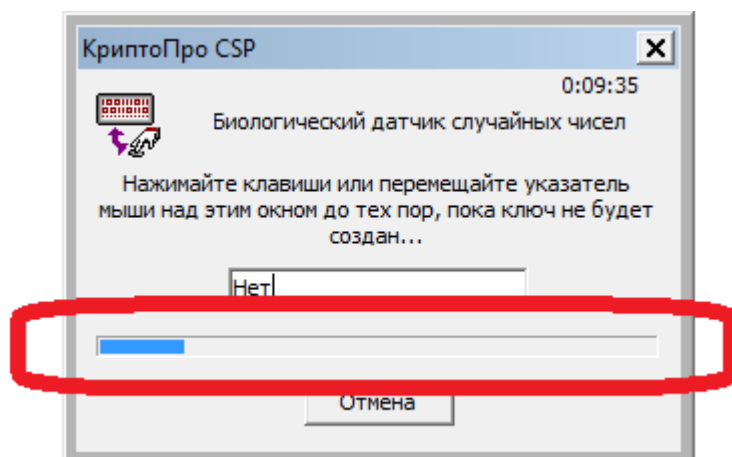 КриптоПро CSP
0:09:35
Биологический датчик случайных чисел
Нажимайте клавиши или перемещайте указатель
мыши над этим окном до тех пор, пока ключ не будет
создан...
Нет
Отмена